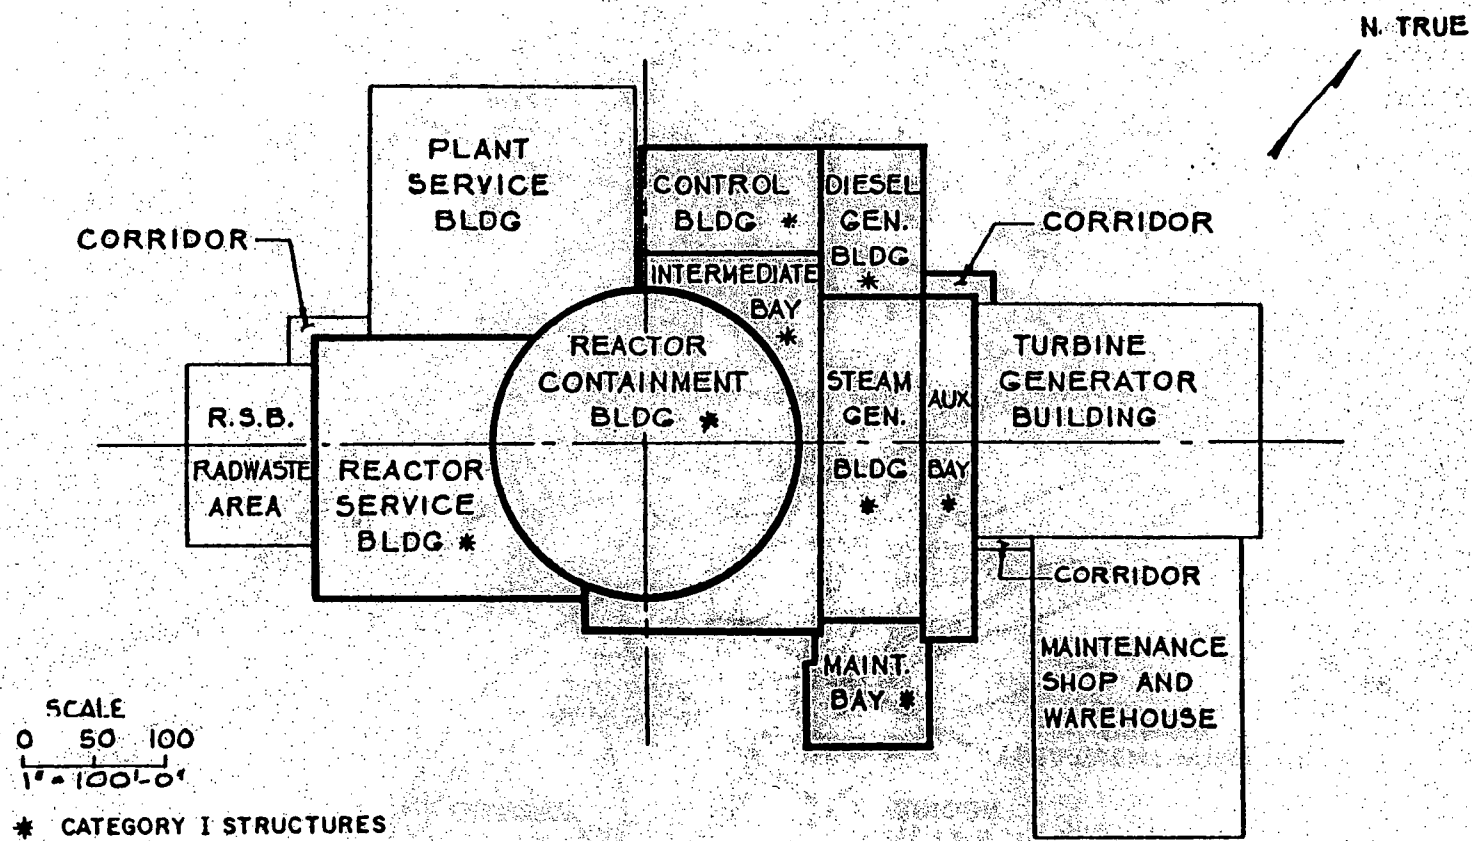 N. TRUE
PLANT
SERVICE
BLDG
CONTROL
BLDG *
DIESEL
GEN.
BLDG
*
CORRIDOR
CORRIDOR
INTERMEDIATE
BAY
*
REACTOR
CONTAINMENT
BLDG *
STEAM
GEN.
BLDG
*
AUX
BAY
*
TURBINE
GENERATOR
BUILDING
R.S.B.
RADWASTE
AREA
REACTOR
SERVICE
BLDG *
CORRIDOR
MAINT.
BAY *
MAINTENANCE
SHOP AND
WAREHOUSE
SCALE
0 50 100
1" = 100'-0"
* CATEGORY I STRUCTURES